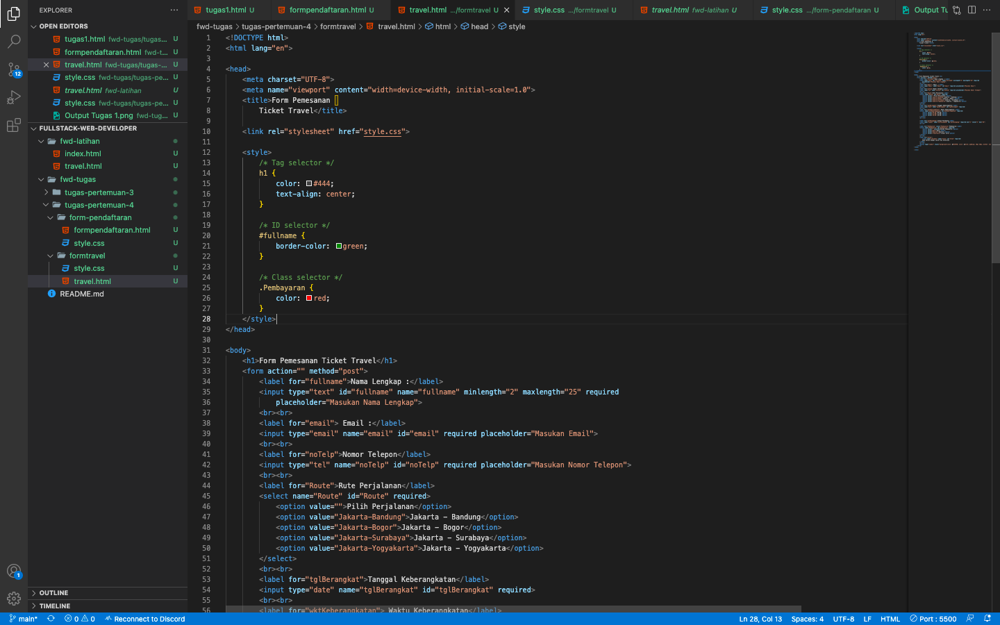 EXPLORER
OPEN EDITORS
tugas1.html fwd-tugas/tugas... U
formpendaftaran.html fwd-t... U
travel.html fwd-tugas/tugas-... U
style.css fwd-tugas/tugas-pe... U
travel.html fwd-latihan U
style.css fwd-tugas/tugas-pe... U
Output Tugas 1.png fwd-tug... U
FULLSTACK-WEB-DEVELOPER
fwd-latihan
index.html U
travel.html U
fwd-tugas
tugas-pertemuan-3
tugas-pertemuan-4
form-pendaftaran
formpendaftaran.html U
style.css U
formtravel
style.css U
travel.html U
README.md
OUTLINE
TIMELINE
12
1
tugas1.html U
formpendaftaran.html U
travel.html .../formtravel U
style.css .../formtravel U
travel.html fwd-latihan U
style.css .../form-pendaftaran U
Output Tu
fwd-tugas > tugas-pertemuan-4 > formtravel > travel.html > html > head > style
1 <!DOCTYPE html>
2 <html lang="en">
3
4 <head>
5 <meta charset="UTF-8">
6 <meta name="viewport" content="width=device-width, initial-scale=1.0">
7 <title>Form Pemesanan
8 Ticket Travel</title>
9
10 <link rel="stylesheet" href="style.css">
11
12 <style>
13 /* Tag selector */
14 h1 {
15 color: #444;
16 text-align: center;
17 }
18
19 /* ID selector */
20 #fullname {
21 border-color: green;
22 }
23
24 /* Class selector */
25 .Pembayaran {
26 color: red;
27 }
28 </style>
29 </head>
30
31 <body>
32 <h1>Form Pemesanan Ticket Travel</h1>
33 <form action="" method="post">
34 <label for="fullname">Nama Lengkap :</label>
35 <input type="text" id="fullname" name="fullname" minlength="2" maxlength="25" required
36 placeholder="Masukan Nama Lengkap">
37 <br><br>
38 <label for="email"> Email :</label>
39 <input type="email" name="email" id="email" required placeholder="Masukan Email">
40 <br><br>
41 <label for="noTelp">Nomor Telepon</label>
42 <input type="tel" name="noTelp" id="noTelp" required placeholder="Masukan Nomor Telepon">
43 <br><br>
44 <label for="Route">Rute Perjalanan</label>
45 <select name="Route" id="Route" required>
46 <option value="">Pilih Perjalanan</option>
47 <option value="Jakarta-Bandung">Jakarta - Bandung</option>
48 <option value="Jakarta-Bogor">Jakarta - Bogor</option>
49 <option value="Jakarta-Surabaya">Jakarta - Surabaya</option>
50 <option value="Jakarta-Yogyakarta">Jakarta - Yogyakarta</option>
51 </select>
52 <br><br>
53 <label for="tglBerangkat">Tanggal Keberangkatan</label>
54 <input type="date" name="tglBerangkat" id="tglBerangkat" required>
55 <br><br>
56 <label for="wktKeberangkatan"> Waktu Keberangkatan</label>
main* 0 0 Reconnect to Discord Ln 28, Col 13 Spaces: 4 UTF-8 LF HTML Port : 5500